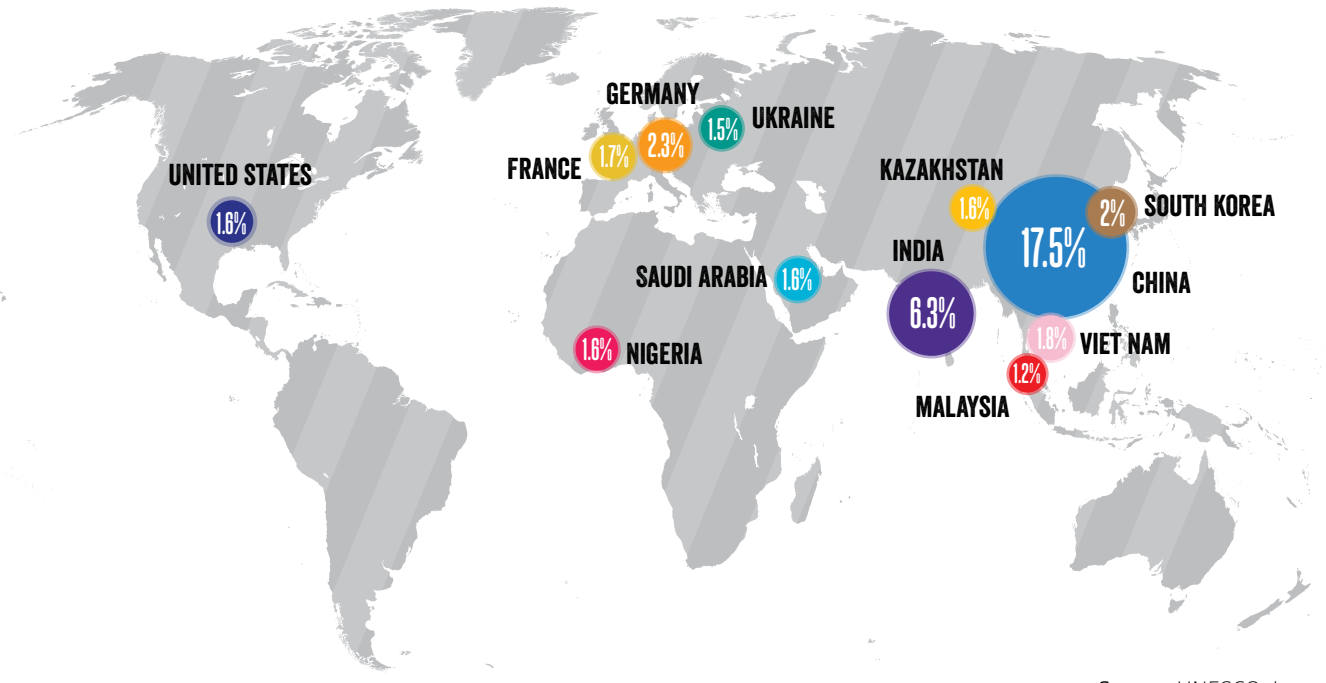 GERMANY
1.5%
UKRAINE
2.3%
FRANCE
1.7%
UNITED STATES
1.6%
KAZAKHSTAN
1.6%
2%
SOUTH KOREA
17.5%
INDIA
6.3%
CHINA
SAUDI ARABIA
1.6%
1.6%
NIGERIA
1.8%
VIET NAM
1.2%
MALAYSIA